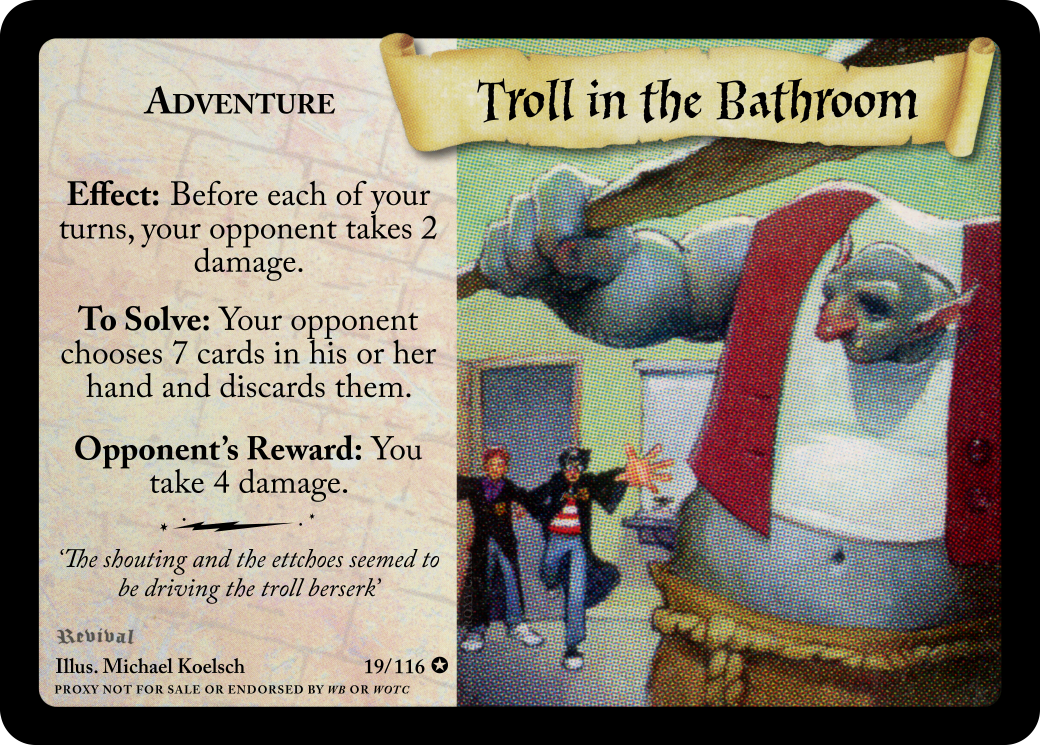 Troll in the Bathroom
ADVENTURE
Effect: Before each of your
turns, your opponent takes 2
damage.
To Solve: Your opponent
chooses 7 cards in his or her
hand and discards them.
Opponent’s Reward: You
take 4 damage.
‘The shouting and the ettchoes seemed to
be driving the troll berserk’
Revival
Illus. Michael Koelsch 19/116
PROXY NOT FOR SALE OR ENDORSED BY WB OR WOTC